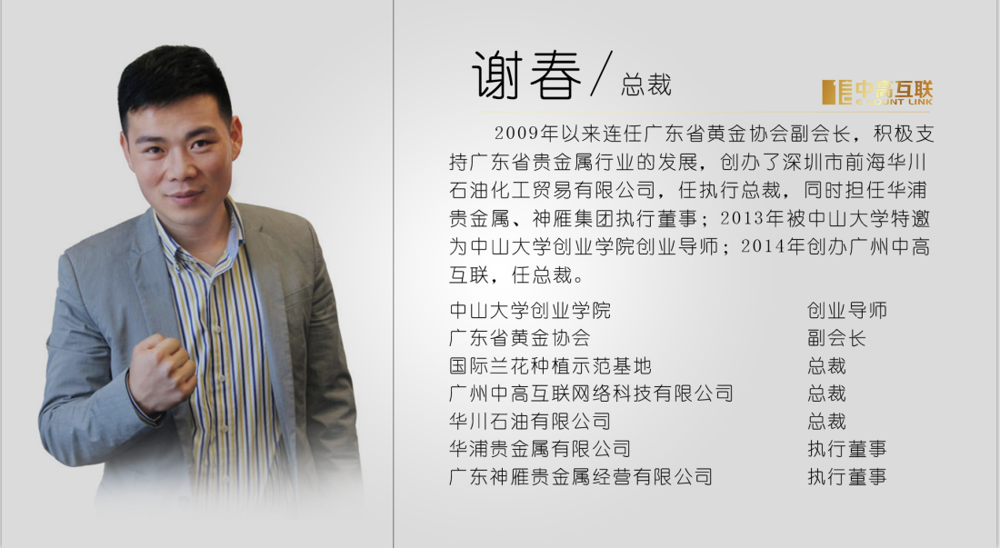 谢春/总裁
中高互联
2009年以来连任广东省黄金协会副会长，积极支
持广东省贵金属行业的发展，创办了深圳市前海华川
石油化工贸易有限公司，任执行总裁，同时担任华浦
贵金属、神雁集团执行董事；2013年被中山大学特邀
为中山大学创业学院创业导师；2014年创办广州中高
互联，任总裁。
中山大学创业学院 创业导师
广东省黄金协会 副会长
国际兰花种植示范基地 总裁
广州中高互联网络科技有限公司 总裁
华川石油有限公司 总裁
华浦贵金属有限公司 执行董事
广东神雁贵金属经营有限公司 执行董事